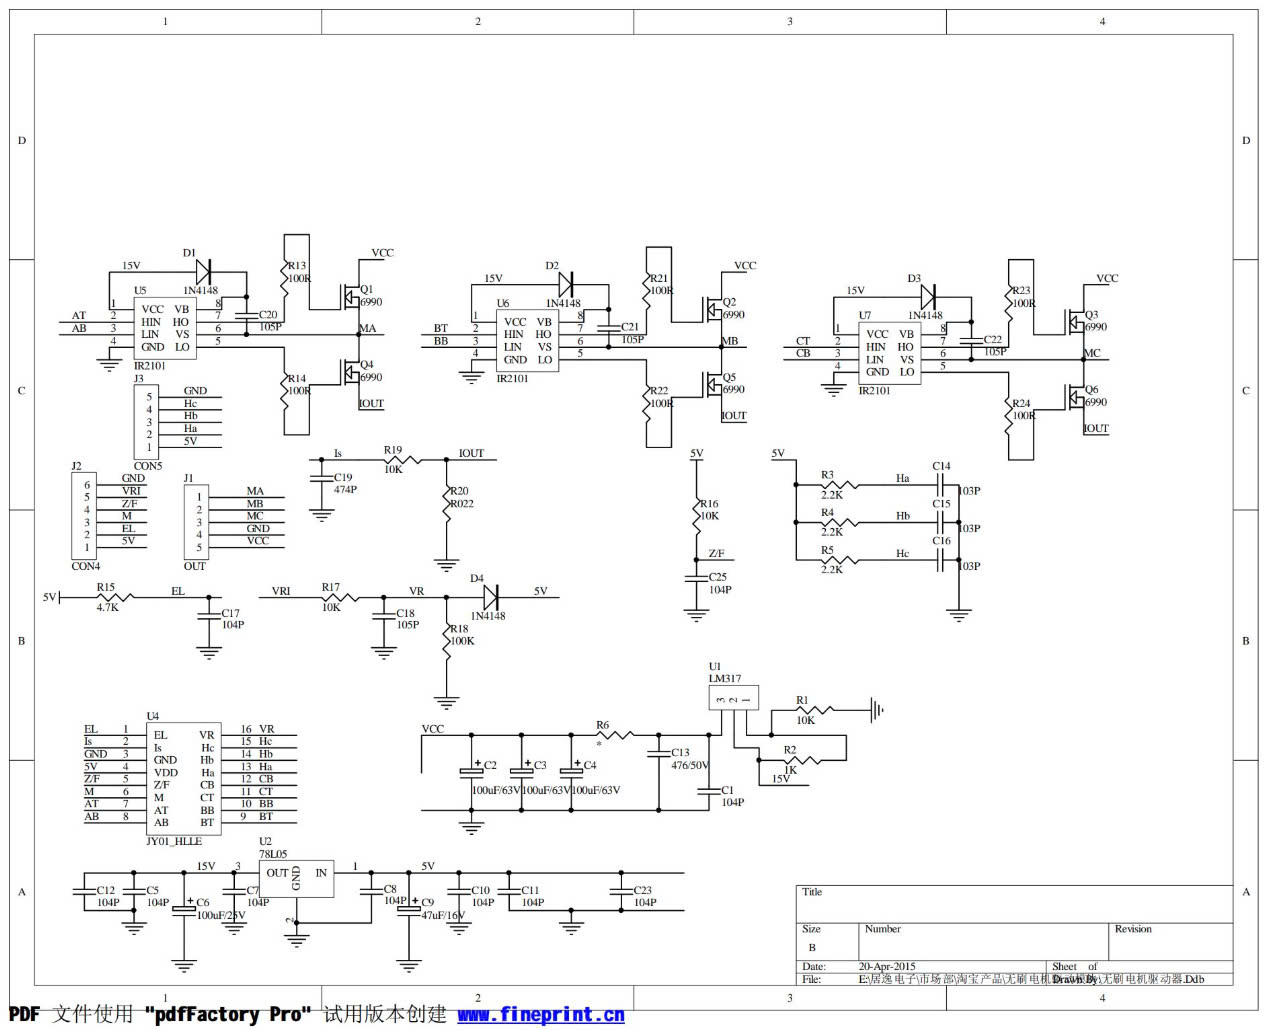 1 2 3 4
D D
D1
15V
1N4148
R13
100R
VCC
Q1
6990
U5
1 VCC VB 8
AT 2 HIN HO 7
AB 3 LIN VS 6
4 GND LO 5
IR2101
C20
105P
MA
R14
100R
Q4
6990
IOUT
D2
15V
1N4148
R21
100R
VCC
Q2
6990
U6
1 VCC VB 8
BT 2 HIN HO 7
BB 3 LIN VS 6
4 GND LO 5
IR2101
C21
105P
MB
R22
100R
Q5
6990
IOUT
D3
15V
1N4148
R23
100R
VCC
Q3
6990
U7
1 VCC VB 8
CT 2 HIN HO 7
CB 3 LIN VS 6
4 GND LO 5
IR2101
C22
105P
MC
R24
100R
Q6
6990
IOUT
C C
J3
5 GND
4 Hc
3 Hb
2 Ha
1 5V
CON5
J2
6 GND
5 VRI
4 Z/F
3 M
2 EL
1 5V
CON4
J1
1 MA
2 MB
3 MC
4 GND
5 VCC
OUT
Is R19 IOUT
10K
C19
474P
R20
R022
5V
R16
10K
Z/F
C25
104P
5V
R3 Ha C14
2.2K 103P
R4 Hb C15
2.2K 103P
R5 Hc C16
2.2K 103P
5V R15 EL
4.7K
C17
104P
VRI R17 VR D4 5V
10K 1N4148
C18
105P
R18
100K
B B
U1
LM317
3 2 1
R1
10K
R2
1K
15V
VCC
R6
*
C2
100uF/63V
C3
100uF/63V
C4
100uF/63V
C13
476/50V
C1
104P
U4
EL 1 EL VR 16 VR
Is 2 Is Hc 15 Hc
GND 3 GND Hb 14 Hb
5V 4 VDD Ha 13 Ha
Z/F 5 Z/F CB 12 CB
M 6 M CT 11 CT
AT 7 AT BB 10 BB
AB 8 AB BT 9 BT
JY01_HLLE
U2
78L05
15V 3 OUT GND IN 1 5V
2
C12
104P
C5
104P
C6
100uF/25V
C7
104P
C8
104P
C9
47uF/16V
C10
104P
C11
104P
C23
104P
A A
Title
Size Number Revision
B
Date: 20-Apr-2015 Sheet of
File: E:\居逸电子\市场部\淘宝产品\无刷电机 Drawn By: \无刷电机驱动器.Ddb
1 2 3 4
PDF 文件使用 "pdfFactory Pro" 试用版本创建 www.fineprint.cn